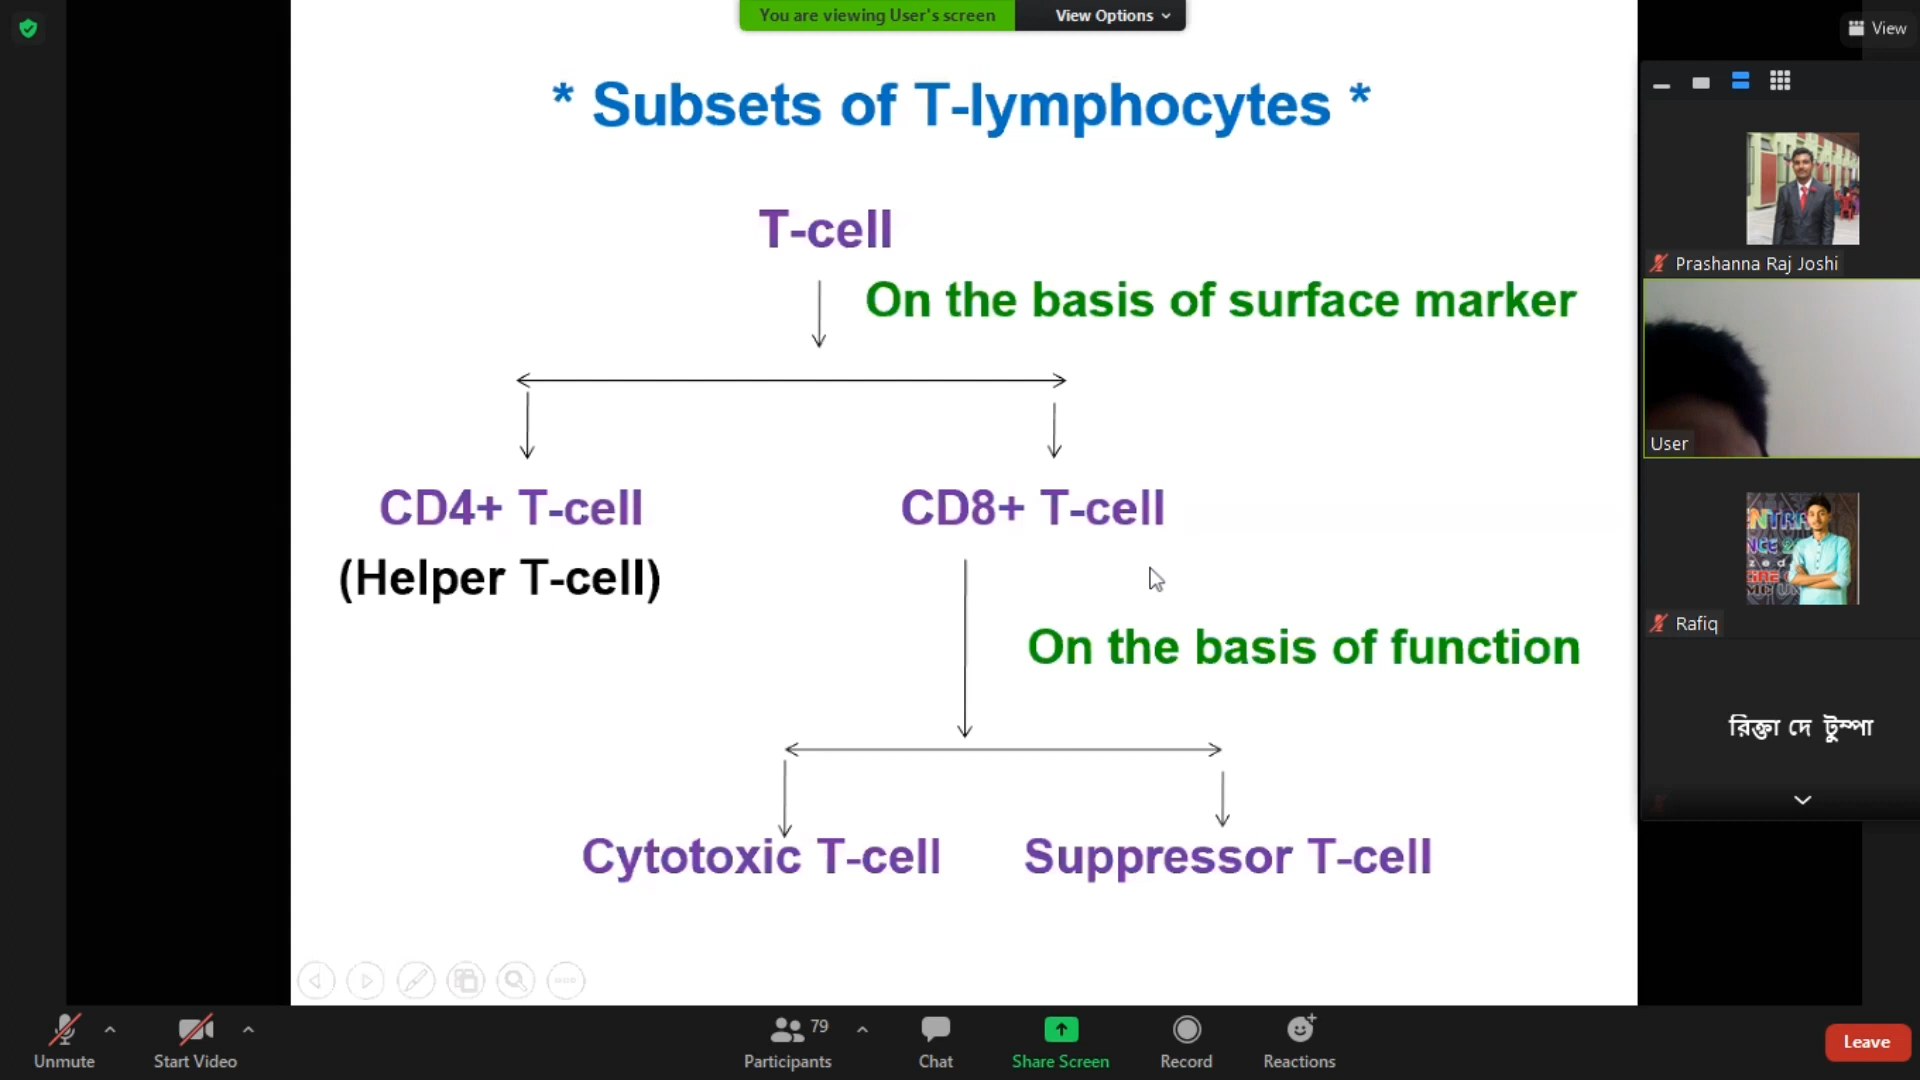 You are viewing User's screen
View Options
View
* Subsets of T-lymphocytes *
T-cell
On the basis of surface marker
CD4+ T-cell
CD8+ T-cell
(Helper T-cell)
On the basis of function
Cytotoxic T-cell
Suppressor T-cell
Prashanna Raj Joshi
User
Rafiq
রিক্তা দে টুম্পা
Unmute
Start Video
79
Participants
Chat
Share Screen
Record
Reactions
Leave